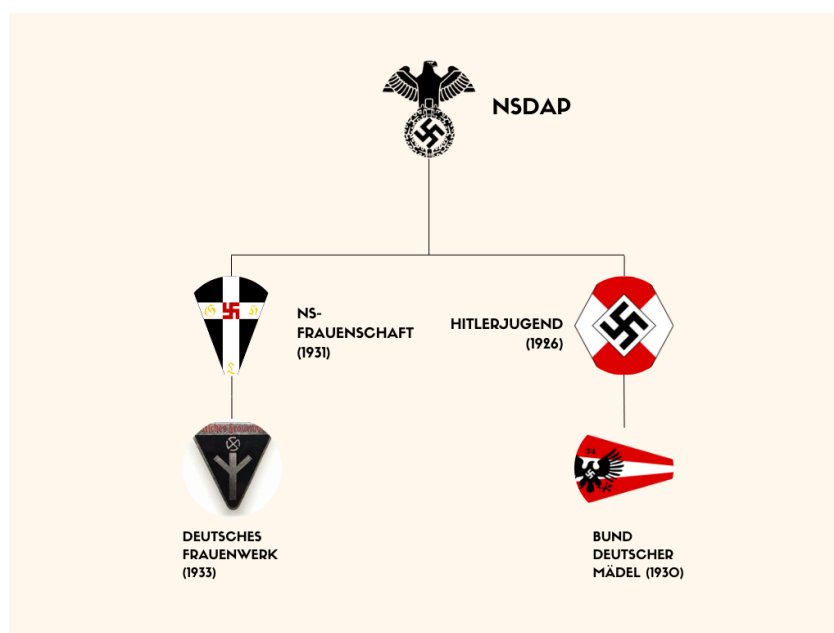 NSDAP
NS-
FRAUENSCHAFT
(1931)
HITLERJUGEND
(1926)
DEUTSCHES
FRAUENWERK
(1933)
BUND
DEUTSCHER
MÄDEL (1930)